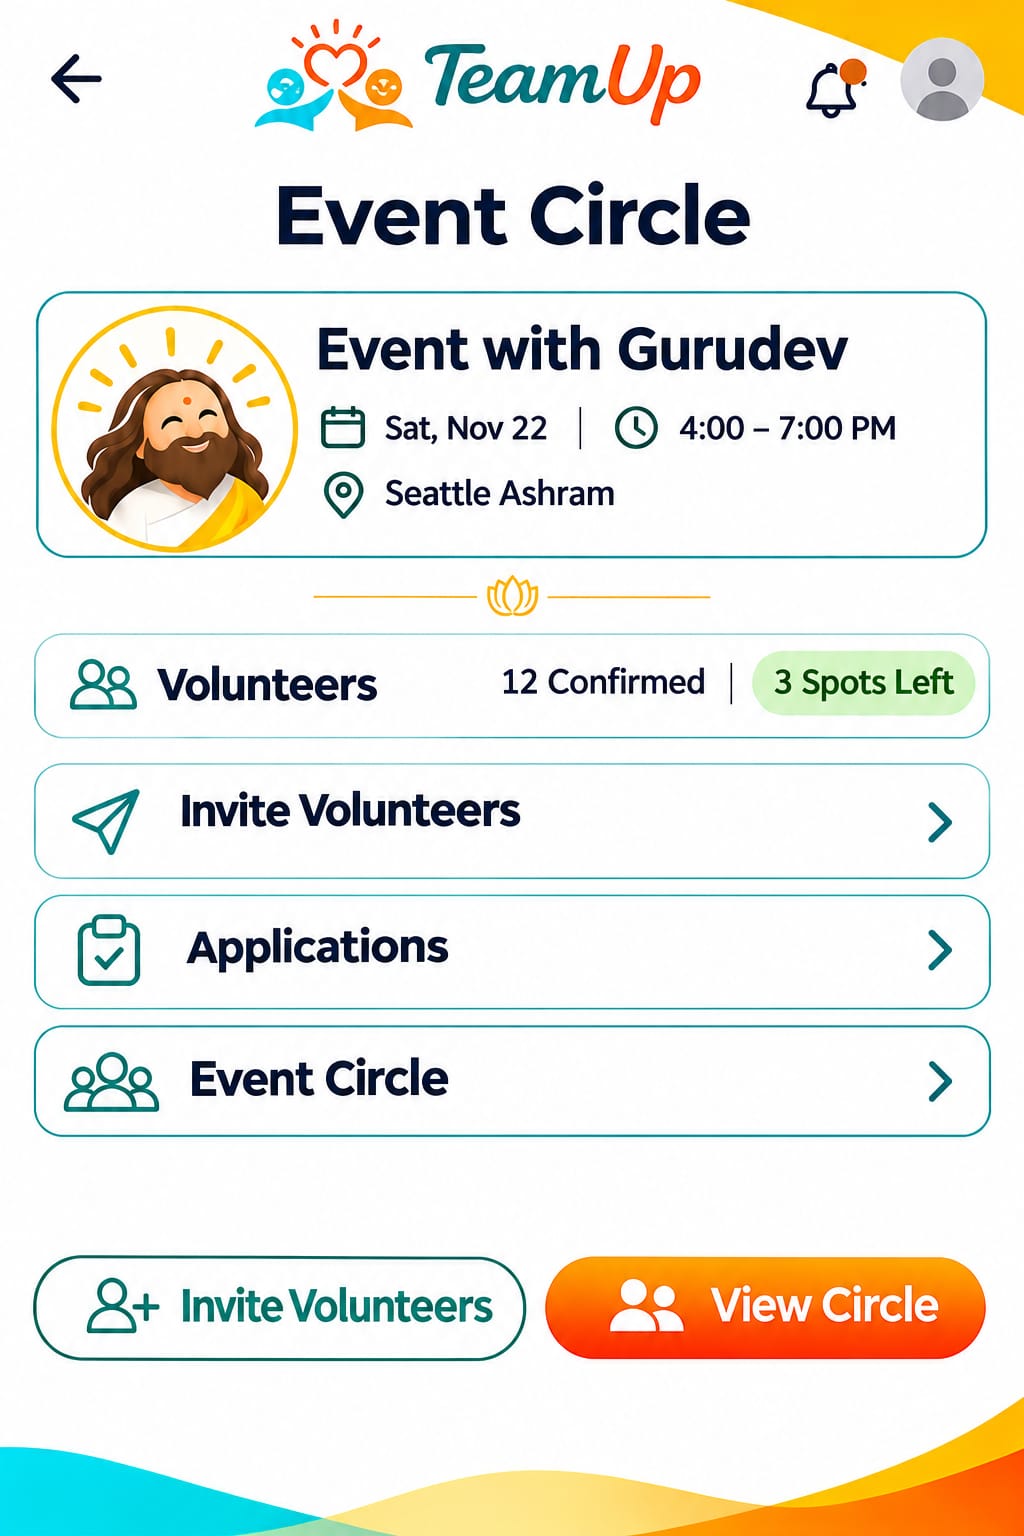 TeamUp
Event Circle
Event with Gurudev
Sat, Nov 22 | 4:00 – 7:00 PM
Seattle Ashram
Volunteers 12 Confirmed | 3 Spots Left
Invite Volunteers
Applications
Event Circle
Invite Volunteers View Circle